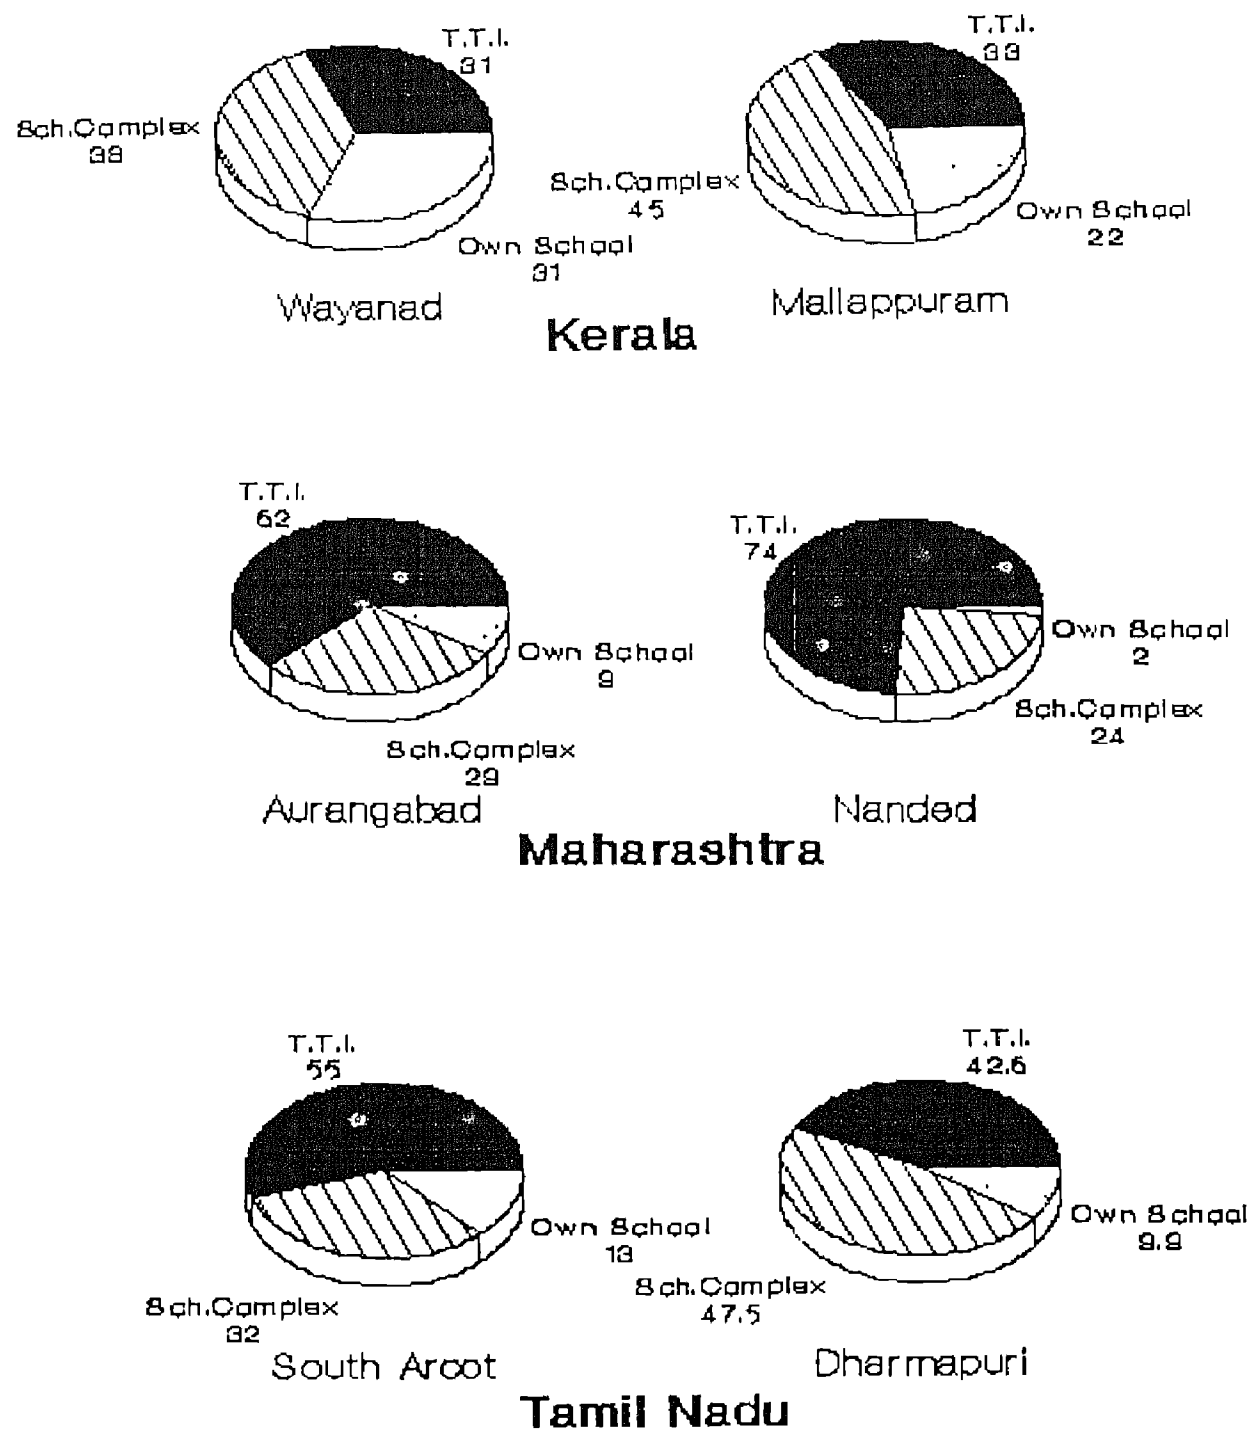 T.T.I.
31
Sch.Complex
38
Own School
31
Wayanad
T.T.I.
33
Sch.Complex
45
Own School
22
Mallappuram
Kerala
T.T.I.
62
Own School
9
Sch.Complex
29
Aurangabad
T.T.I.
74
Own School
2
Sch.Complex
24
Nanded
Maharashtra
T.T.I.
55
Own School
13
Sch.Complex
32
South Arcot
T.T.I.
42.6
Own School
9.9
Sch.Complex
47.5
Dharmapuri
Tamil Nadu